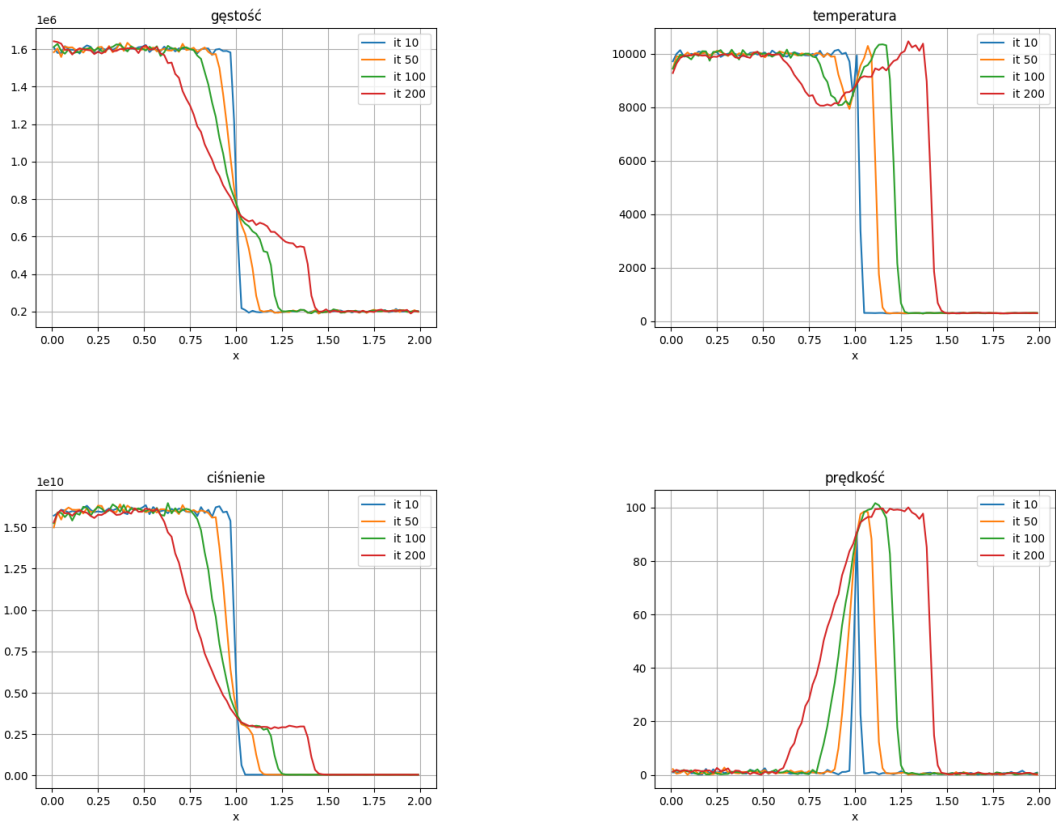 gęstość
1e6
1.6
1.4
1.2
1.0
0.8
0.6
0.4
0.2
0.00 0.25 0.50 0.75 1.00 1.25 1.50 1.75 2.00
x
it 10
it 50
it 100
it 200
temperatura
10000
8000
6000
4000
2000
0
0.00 0.25 0.50 0.75 1.00 1.25 1.50 1.75 2.00
x
it 10
it 50
it 100
it 200
ciśnienie
1e10
1.50
1.25
1.00
0.75
0.50
0.25
0.00
0.00 0.25 0.50 0.75 1.00 1.25 1.50 1.75 2.00
x
it 10
it 50
it 100
it 200
prędkość
100
80
60
40
20
0
0.00 0.25 0.50 0.75 1.00 1.25 1.50 1.75 2.00
x
it 10
it 50
it 100
it 200